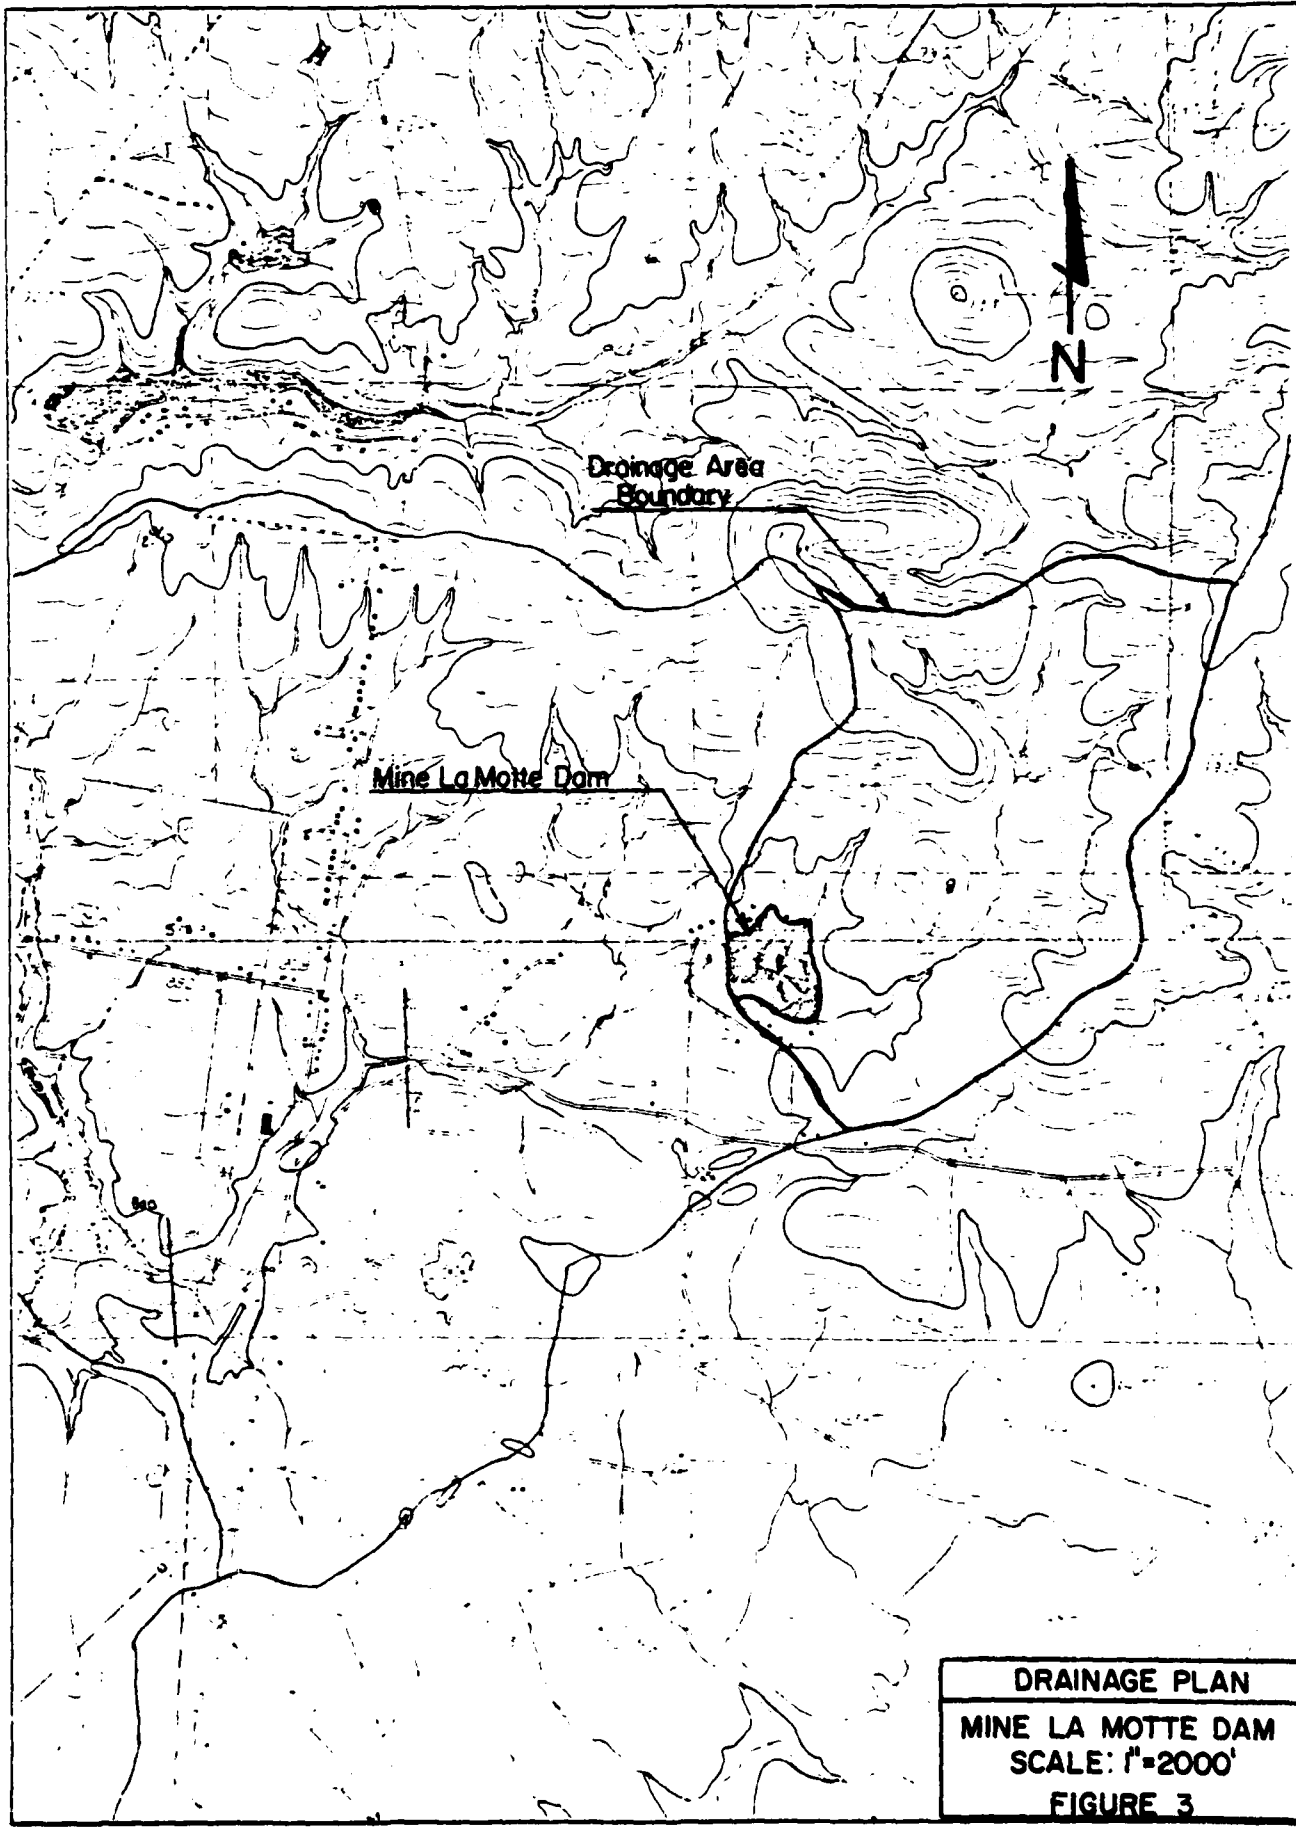 N
Drainage Area
Boundary
Mine La Motte Dam
DRAINAGE PLAN
MINE LA MOTTE DAM
SCALE: 1"=2000'
FIGURE 3